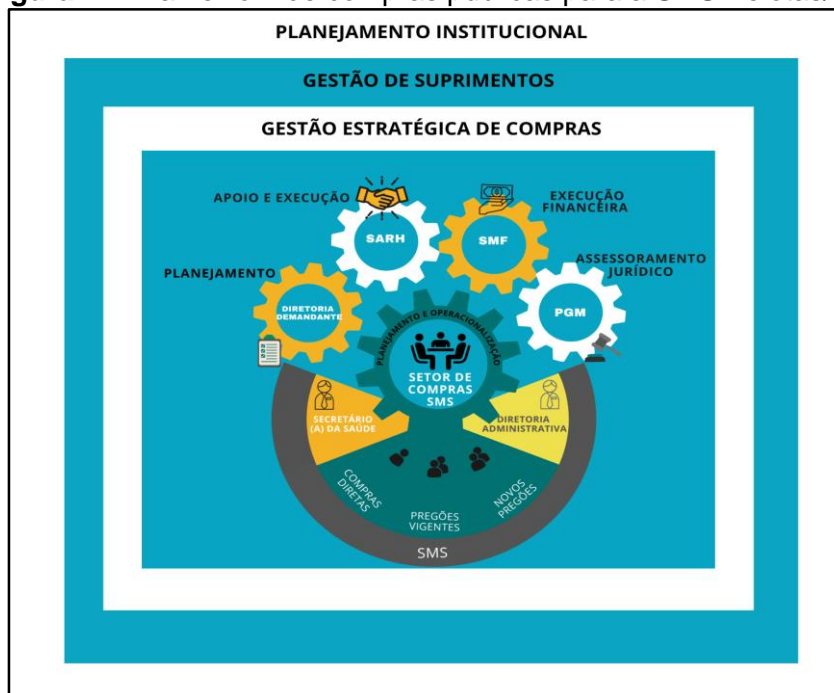 PLANEJAMENTO INSTITUCIONAL
GESTÃO DE SUPRIMENTOS
GESTÃO ESTRATÉGICA DE COMPRAS
APOIO E EXECUÇÃO
EXECUÇÃO
FINANCEIRA
SARH
SMF
PLANEJAMENTO
ASSESSORAMENTO
JURÍDICO
DIRETORIA
DEMANDANTE
PGM
PLANEJAMENTO E OPERACIONALIZAÇÃO
SETOR DE
COMPRAS
SMS
SECRETÁRIO
(A) DA SAÚDE
DIRETORIA
ADMINISTRATIVA
COMPRAS
DIRETAS
PREGÕES
VIGENTES
NOVOS
PREGÕES
SMS